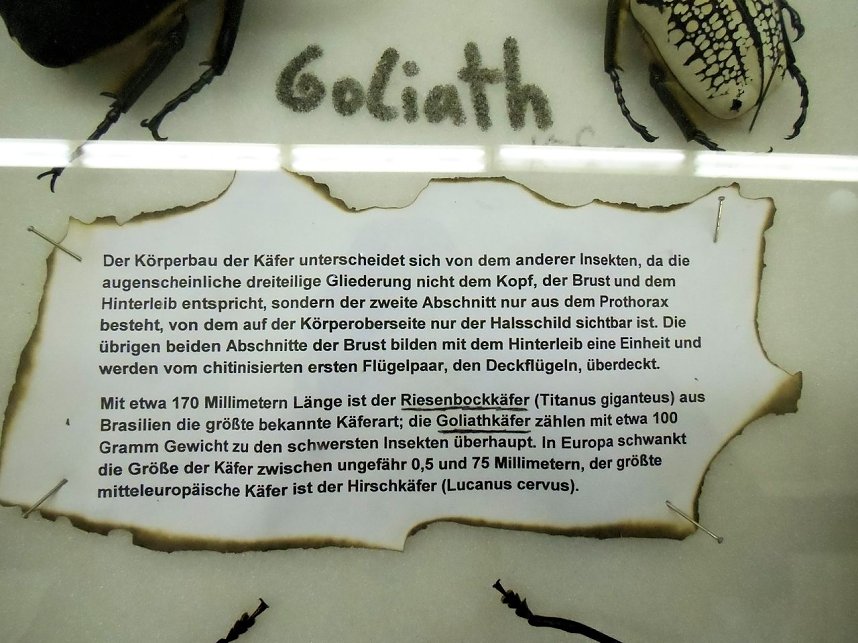 Goliath
Der Körperbau der Käfer unterscheidet sich von dem anderer Insekten, da die
augenscheinliche dreiteilige Gliederung nicht dem Kopf, der Brust und dem
Hinterleib entspricht, sondern der zweite Abschnitt nur aus dem Prothorax
besteht, von dem auf der Körperoberseite nur der Halsschild sichtbar ist. Die
übrigen beiden Abschnitte der Brust bilden mit dem Hinterleib eine Einheit und
werden vom chitinisierten ersten Flügelpaar, den Deckflügeln, überdeckt.
Mit etwa 170 Millimetern Länge ist der Riesenbockkäfer (Titanus giganteus) aus
Brasilien die größte bekannte Käferart; die Goliathkäfer zählen mit etwa 100
Gramm Gewicht zu den schwersten Insekten überhaupt. In Europa schwankt
die Größe der Käfer zwischen ungefähr 0,5 und 75 Millimetern, der größte
mitteleuropäische Käfer ist der Hirschkäfer (Lucanus cervus).